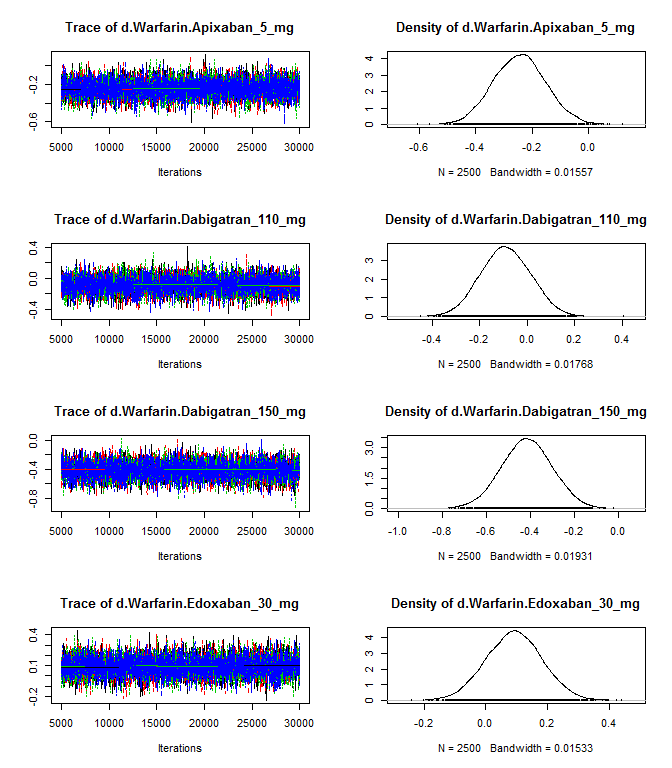 Trace of d.Warfarin.Apixaban_5_mg
-0.2
-0.6
5000 10000 15000 20000 25000 30000
Iterations
Density of d.Warfarin.Apixaban_5_mg
4
3
2
1
0
-0.6 -0.4 -0.2 0.0
N = 2500 Bandwidth = 0.01557
Trace of d.Warfarin.Dabigatran_110_mg
0.4
0.0
-0.4
5000 10000 15000 20000 25000 30000
Iterations
Density of d.Warfarin.Dabigatran_110_mg
3
2
1
0
-0.4 -0.2 0.0 0.2 0.4
N = 2500 Bandwidth = 0.01768
Trace of d.Warfarin.Dabigatran_150_mg
0.0
-0.4
-0.8
5000 10000 15000 20000 25000 30000
Iterations
Density of d.Warfarin.Dabigatran_150_mg
3.0
1.5
0.0
-1.0 -0.8 -0.6 -0.4 -0.2 0.0
N = 2500 Bandwidth = 0.01931
Trace of d.Warfarin.Edoxaban_30_mg
0.4
0.1
-0.2
5000 10000 15000 20000 25000 30000
Iterations
Density of d.Warfarin.Edoxaban_30_mg
4
3
2
1
0
-0.2 0.0 0.2 0.4
N = 2500 Bandwidth = 0.01533